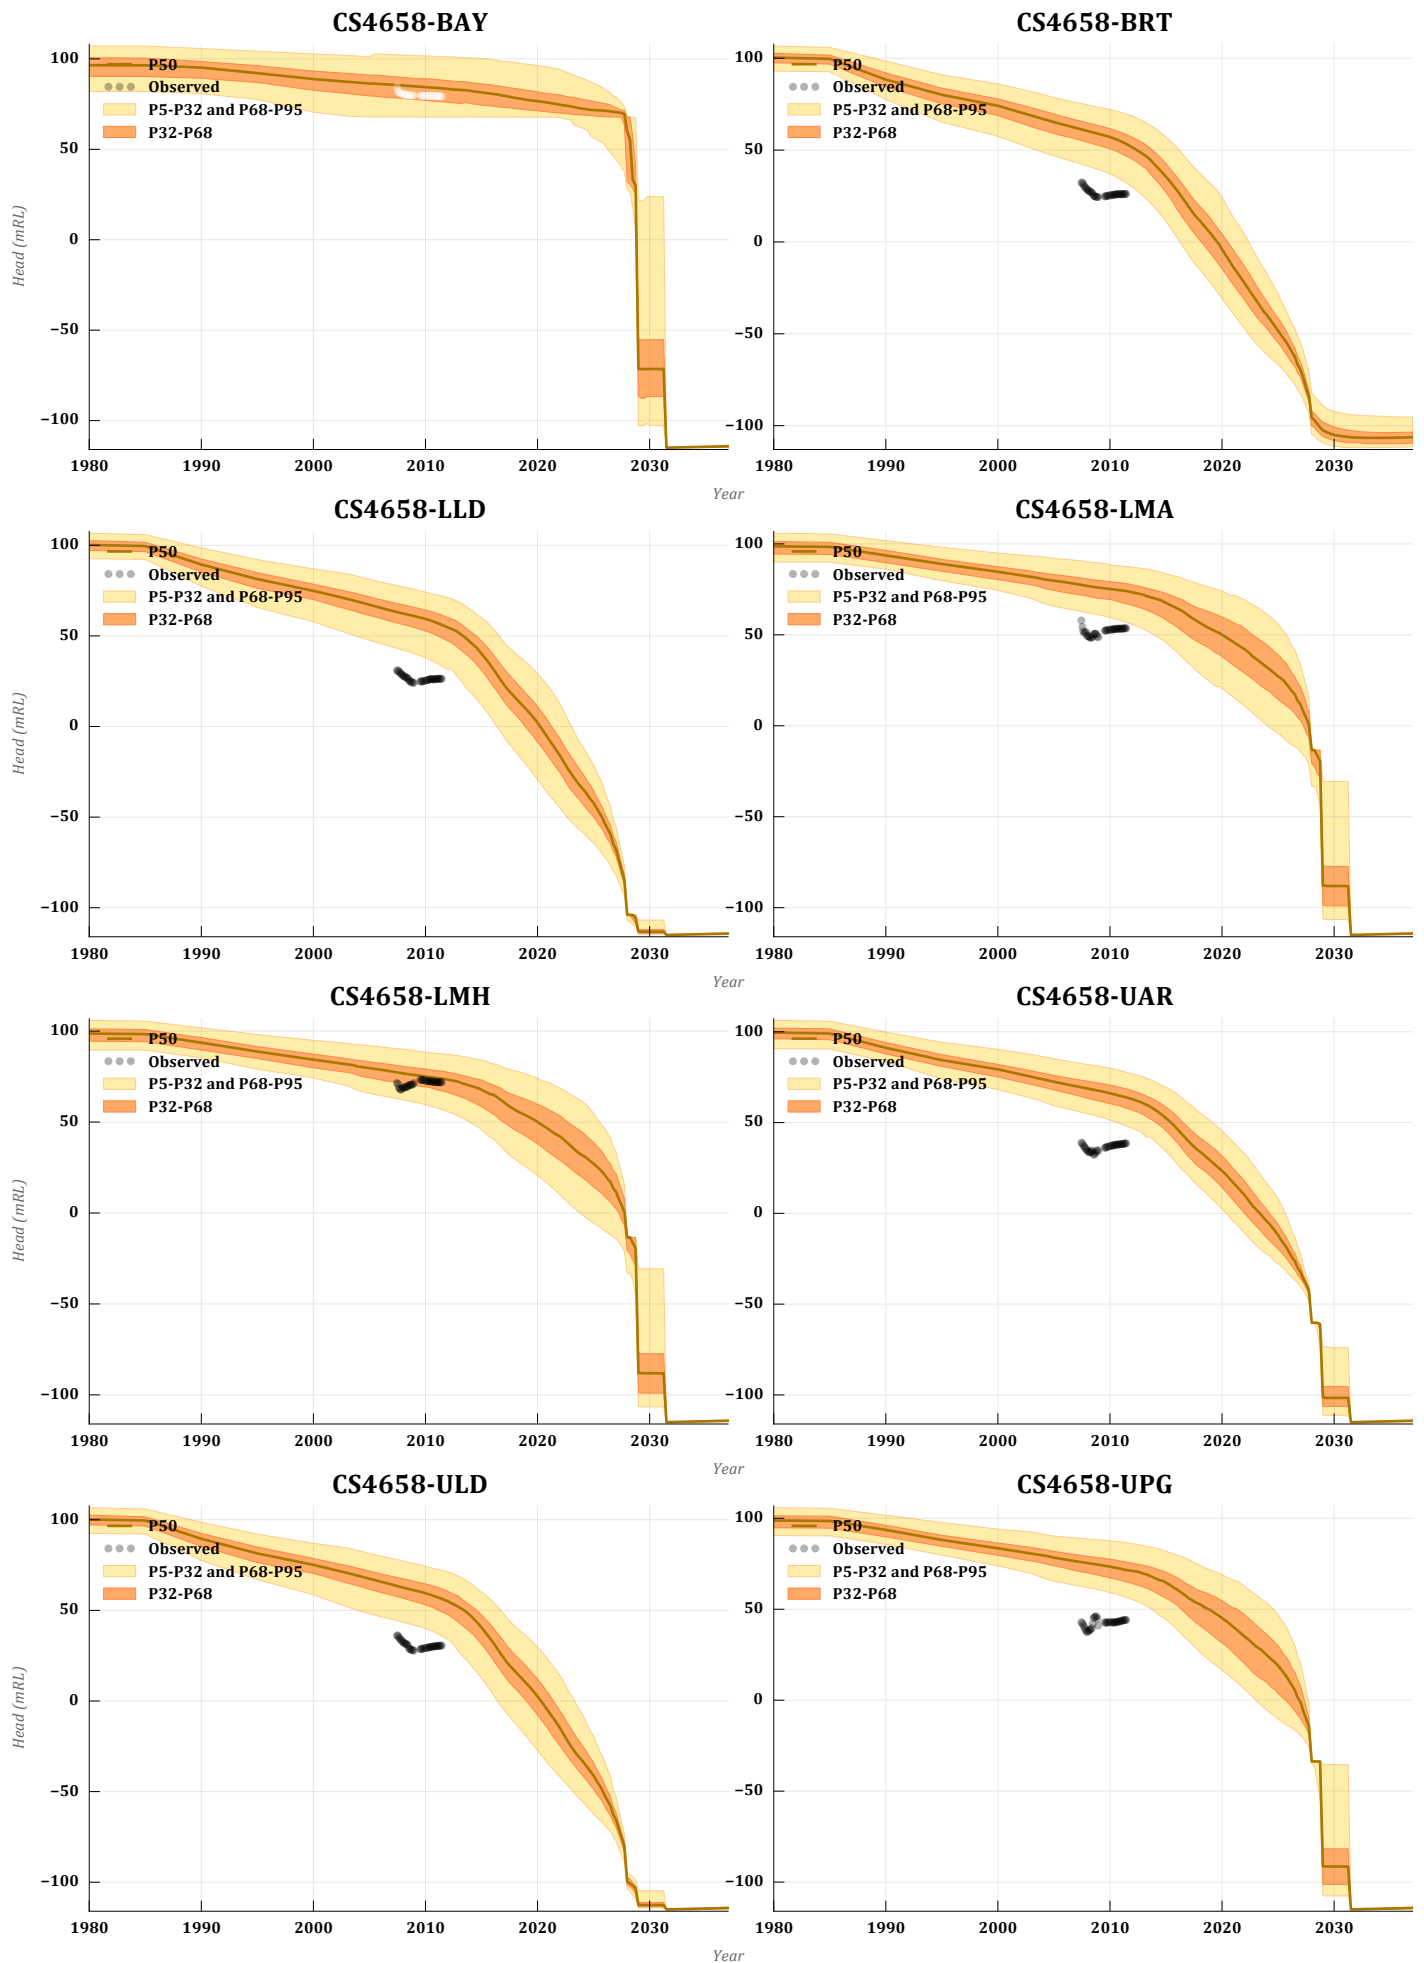 CS4658-BAY
CS4658-BRT
100
50
0
−50
−100
Head (mRL)
P50
Observed
P5-P32 and P68-P95
P32-P68
1980 1990 2000 2010 2020 2030
100
50
0
−50
−100
P50
Observed
P5-P32 and P68-P95
P32-P68
1980 1990 2000 2010 2020 2030
Year
CS4658-LLD
CS4658-LMA
100
50
0
−50
−100
Head (mRL)
P50
Observed
P5-P32 and P68-P95
P32-P68
1980 1990 2000 2010 2020 2030
100
50
0
−50
−100
P50
Observed
P5-P32 and P68-P95
P32-P68
1980 1990 2000 2010 2020 2030
Year
CS4658-LMH
CS4658-UAR
100
50
0
−50
−100
Head (mRL)
P50
Observed
P5-P32 and P68-P95
P32-P68
1980 1990 2000 2010 2020 2030
100
50
0
−50
−100
P50
Observed
P5-P32 and P68-P95
P32-P68
1980 1990 2000 2010 2020 2030
Year
CS4658-ULD
CS4658-UPG
100
50
0
−50
−100
Head (mRL)
P50
Observed
P5-P32 and P68-P95
P32-P68
1980 1990 2000 2010 2020 2030
100
50
0
−50
−100
P50
Observed
P5-P32 and P68-P95
P32-P68
1980 1990 2000 2010 2020 2030
Year